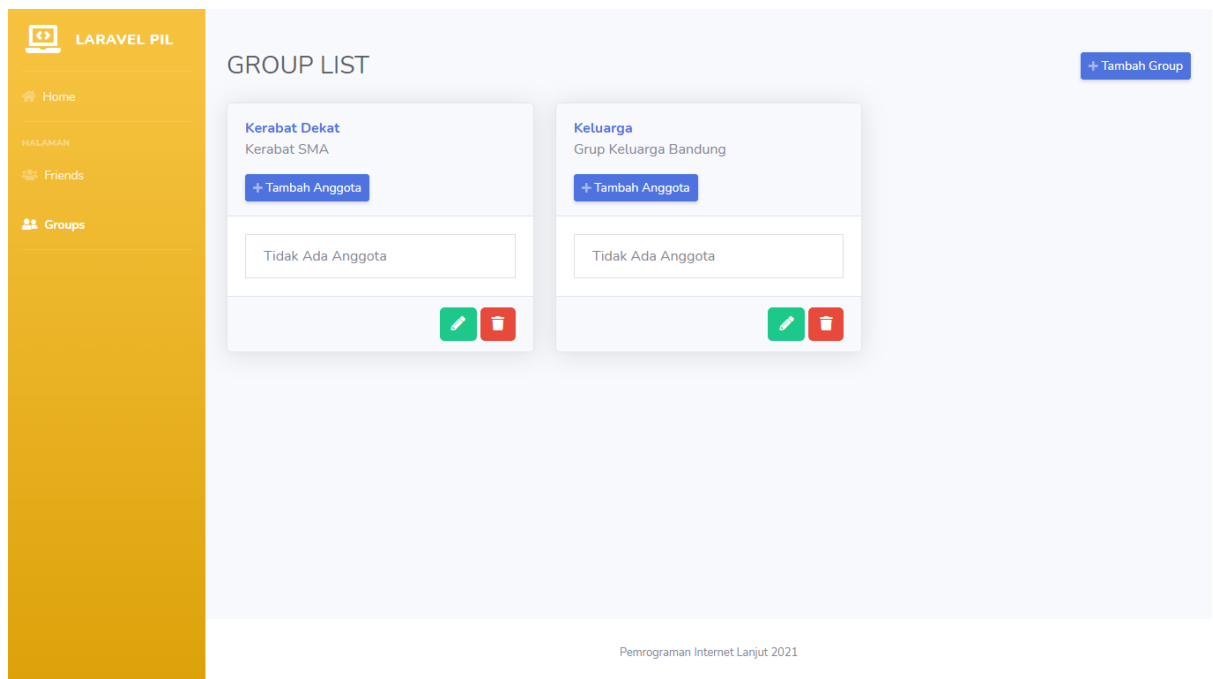 LARAVEL PIL
Home
HALAMAN
Friends
Groups
GROUP LIST
+ Tambah Group
Kerabat Dekat
Kerabat SMA
+ Tambah Anggota
Tidak Ada Anggota
Keluarga
Grup Keluarga Bandung
+ Tambah Anggota
Tidak Ada Anggota
Pemrograman Internet Lanjut 2021